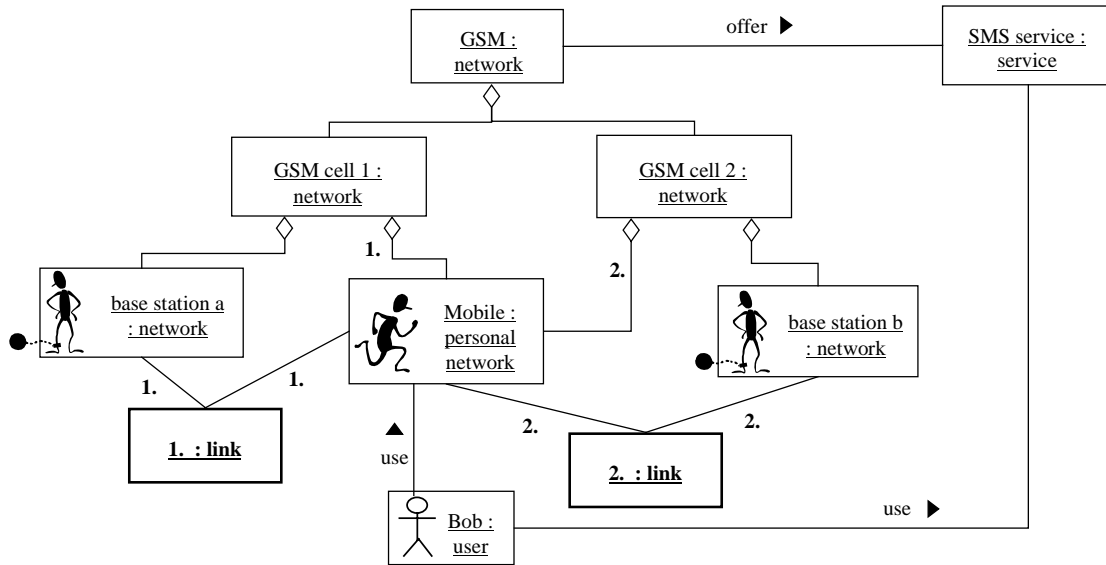 GSM :
network
offer
SMS service :
service
GSM cell 1 :
network
GSM cell 2 :
network
1.
2.
base station a
: network
Mobile :
personal
network
base station b
: network
1.
1.
2.
2.
1. : link
use
2. : link
Bob :
user
use